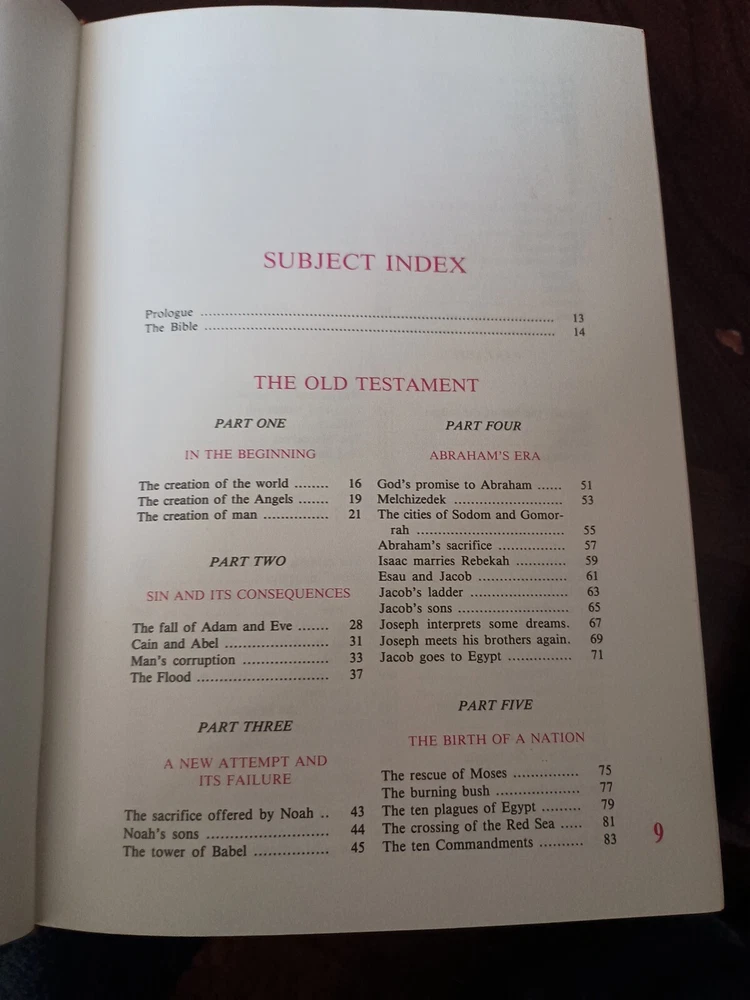 SUBJECT INDEX
Prologue ........................................................................ 13
The Bible ....................................................................... 14
THE OLD TESTAMENT
PART ONE
IN THE BEGINNING
The creation of the world ........ 16
The creation of the Angels ....... 19
The creation of man ............... 21
PART TWO
SIN AND ITS CONSEQUENCES
The fall of Adam and Eve ....... 28
Cain and Abel ........................ 31
Man's corruption .................... 33
The Flood .............................. 37
PART THREE
A NEW ATTEMPT AND
ITS FAILURE
The sacrifice offered by Noah .. 43
Noah's sons ........................... 44
The tower of Babel ................. 45
PART FOUR
ABRAHAM'S ERA
God's promise to Abraham ...... 51
Melchizedek ........................... 53
The cities of Sodom and Gomor-
rah .................................... 55
Abraham's sacrifice ................. 57
Isaac marries Rebekah ............ 59
Esau and Jacob ...................... 61
Jacob's ladder ........................ 63
Jacob's sons .......................... 65
Joseph interprets some dreams. 67
Joseph meets his brothers again. 69
Jacob goes to Egypt ............... 71
PART FIVE
THE BIRTH OF A NATION
The rescue of Moses ............... 75
The burning bush ................... 77
The ten plagues of Egypt ......... 79
The crossing of the Red Sea ..... 81
The ten Commandments .......... 83
9